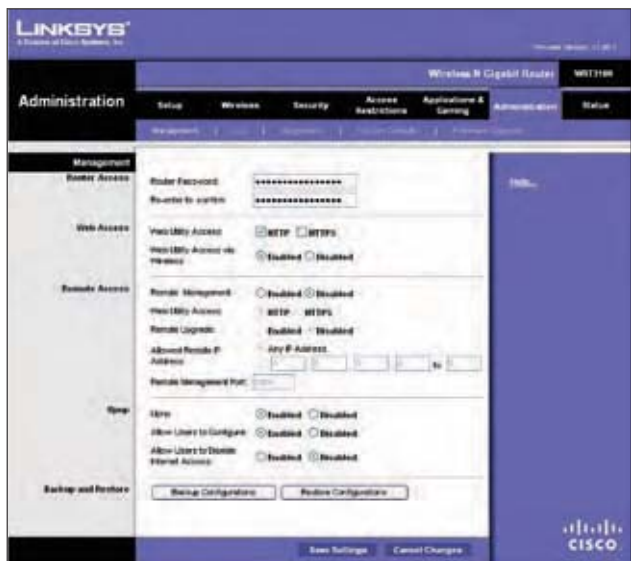 LINKSYS®
A Division of Cisco Systems, Inc.
Wireless-N Gigabit Router
Administration
Setup
Wireless
Security
Access Restrictions
Applications & Gaming
Administration
Status
Management
Management
Router Access
Router Password:
Re-enter to confirm:
Web Access
Web Utility Access: HTTP HTTPS
Web Utility Access via Wireless: Enabled Disabled
Remote Access
Remote Management: Enabled Disabled
Web Utility Access: HTTP HTTPS
Remote Upgrade: Enabled Disabled
Allowed Remote IP Address: Any IP Address
to
Remote Management Port:
Upnp
Upnp: Enabled Disabled
Allow Users to Configure: Enabled Disabled
Allow Users to Disable Internet Access: Enabled Disabled
Backup and Restore
Backup Configurations
Restore Configurations
Save Settings
Cancel Changes
Help...
CISCO